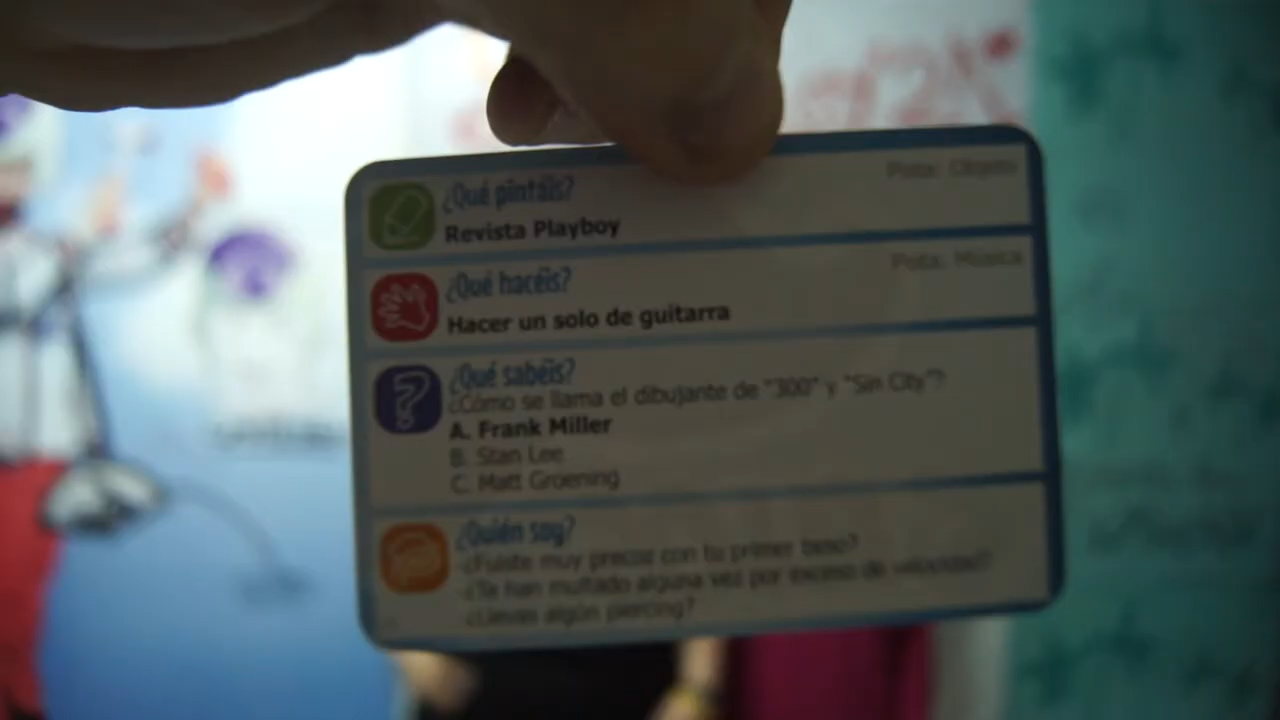 ¿Qué pintáis?
Pista: Objeto
Revista Playboy
¿Qué hacéis?
Pista: Música
Hacer un solo de guitarra
¿Qué sabéis?
¿Cómo se llama el dibujante de "300" y "Sin City"?
A. Frank Miller
B. Stan Lee
C. Matt Groening
¿Quién soy?
¿Fuiste muy precoz con tu primer beso?
¿Te han multado alguna vez por exceso de velocidad?
¿Llevas algún piercing?